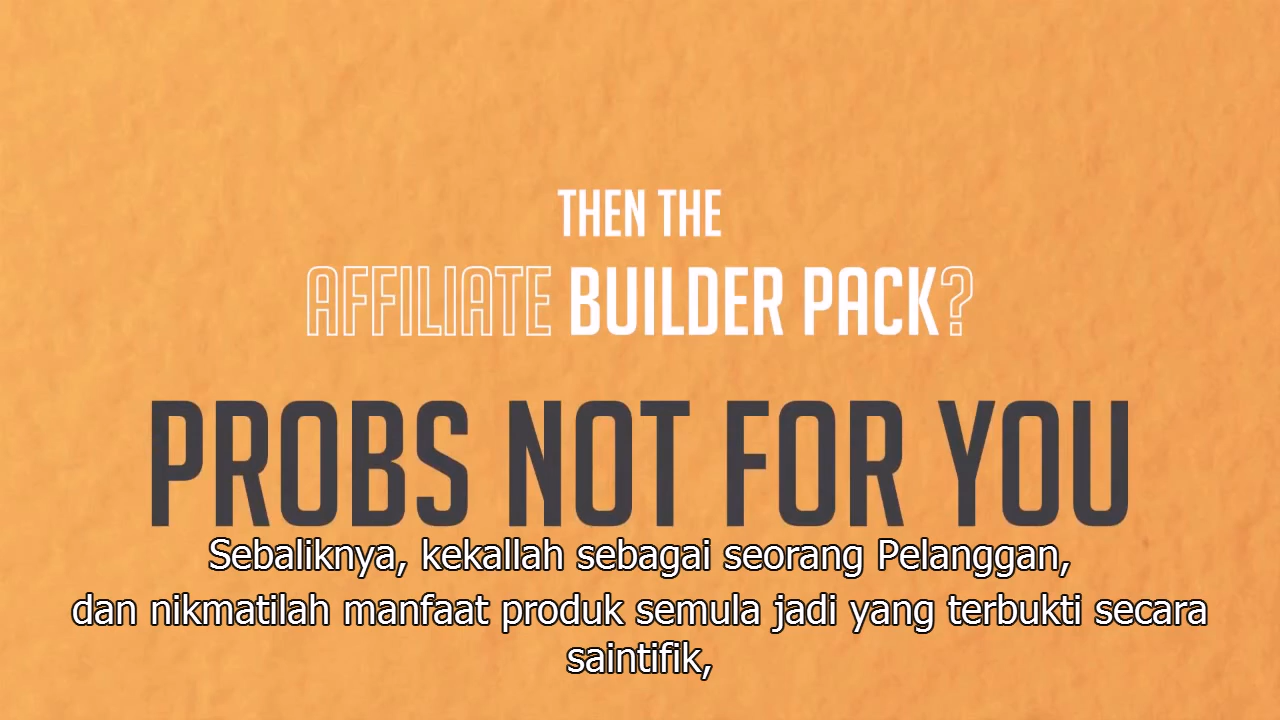 THEN THE
AFFILIATE BUILDER PACK?
PROBS NOT FOR YOU
Sebaliknya, kekallah sebagai seorang Pelanggan,
dan nikmatilah manfaat produk semula jadi yang terbukti secara
saintifik,